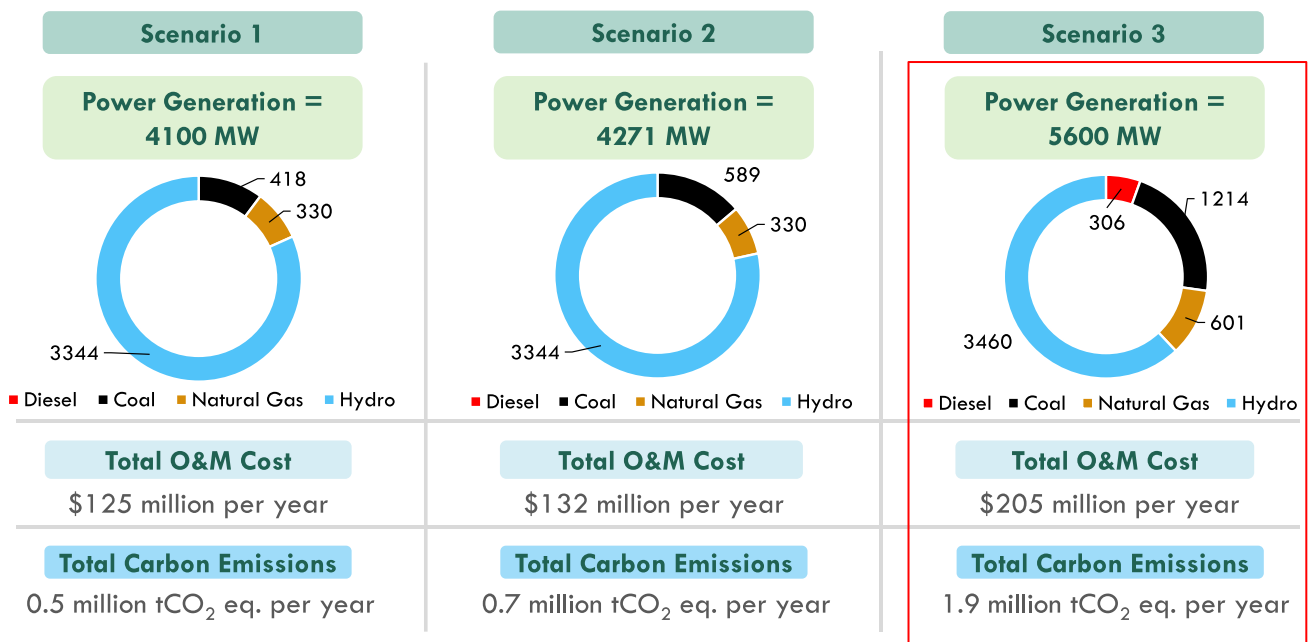 Scenario 1
Power Generation =
4100 MW
418
330
3344
Diesel Coal Natural Gas Hydro
Total O&M Cost
$125 million per year
Total Carbon Emissions
0.5 million tCO₂ eq. per year
Scenario 2
Power Generation =
4271 MW
589
330
3344
Diesel Coal Natural Gas Hydro
Total O&M Cost
$132 million per year
Total Carbon Emissions
0.7 million tCO₂ eq. per year
Scenario 3
Power Generation =
5600 MW
306
1214
601
3460
Diesel Coal Natural Gas Hydro
Total O&M Cost
$205 million per year
Total Carbon Emissions
1.9 million tCO₂ eq. per year